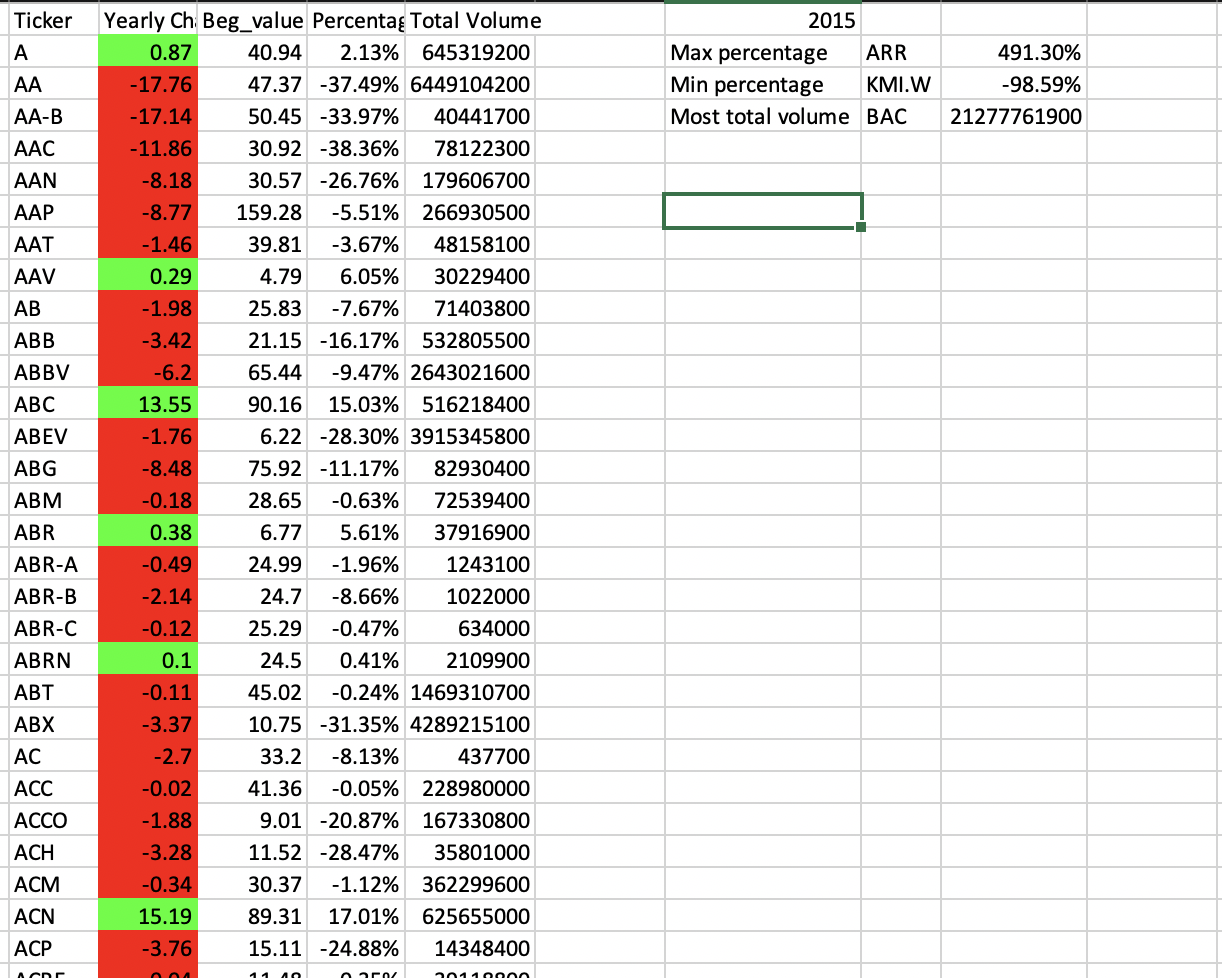 Ticker Yearly Ch Beg_value Percentag Total Volume 2015
A 0.87 40.94 2.13% 645319200 Max percentage ARR 491.30%
AA -17.76 47.37 -37.49% 6449104200 Min percentage KMI.W -98.59%
AA-B -17.14 50.45 -33.97% 40441700 Most total volume BAC 21277761900
AAC -11.86 30.92 -38.36% 78122300
AAN -8.18 30.57 -26.76% 179606700
AAP -8.77 159.28 -5.51% 266930500
AAT -1.46 39.81 -3.67% 48158100
AAV 0.29 4.79 6.05% 30229400
AB -1.98 25.83 -7.67% 71403800
ABB -3.42 21.15 -16.17% 532805500
ABBV -6.2 65.44 -9.47% 2643021600
ABC 13.55 90.16 15.03% 516218400
ABEV -1.76 6.22 -28.30% 3915345800
ABG -8.48 75.92 -11.17% 82930400
ABM -0.18 28.65 -0.63% 72539400
ABR 0.38 6.77 5.61% 37916900
ABR-A -0.49 24.99 -1.96% 1243100
ABR-B -2.14 24.7 -8.66% 1022000
ABR-C -0.12 25.29 -0.47% 634000
ABRN 0.1 24.5 0.41% 2109900
ABT -0.11 45.02 -0.24% 1469310700
ABX -3.37 10.75 -31.35% 4289215100
AC -2.7 33.2 -8.13% 437700
ACC -0.02 41.36 -0.05% 228980000
ACCO -1.88 9.01 -20.87% 167330800
ACH -3.28 11.52 -28.47% 35801000
ACM -0.34 30.37 -1.12% 362299600
ACN 15.19 89.31 17.01% 625655000
ACP -3.76 15.11 -24.88% 14348400